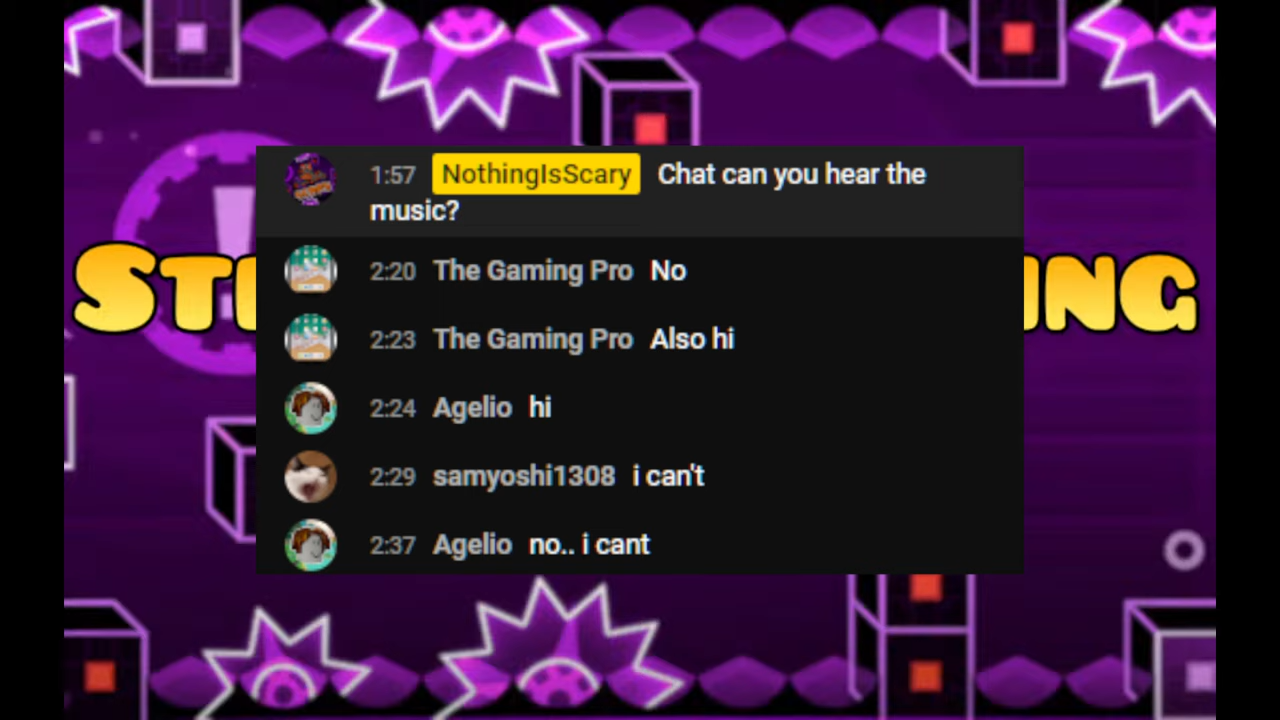 1:57 NothingIsScary Chat can you hear the
music?
2:20 The Gaming Pro No
2:23 The Gaming Pro Also hi
2:24 Agelio hi
2:29 samyoshi1308 i can't
2:37 Agelio no.. i cant